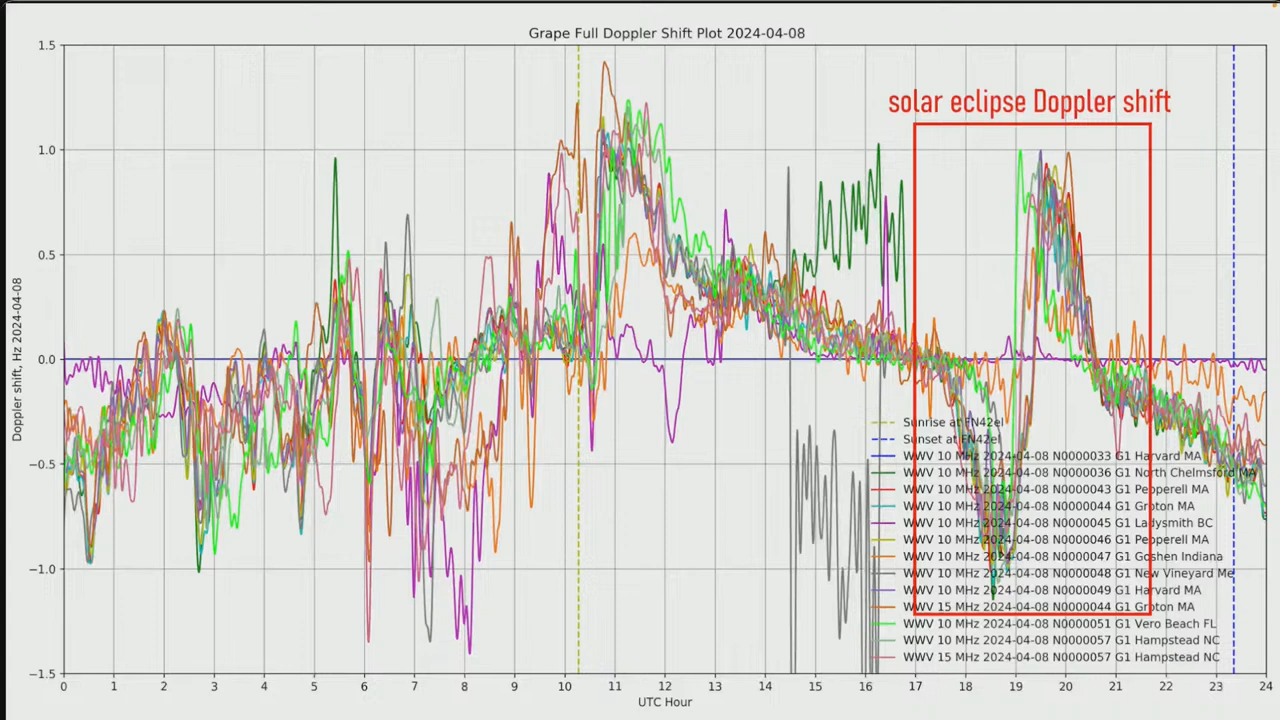 Grape Full Doppler Shift Plot 2024-04-08
solar eclipse Doppler shift
Doppler shift, Hz 2024-04-08
1.5
1.0
0.5
0.0
−0.5
−1.0
−1.5
Sunrise at FN42el
Sunset at FN42el
WWV 10 MHz 2024-04-08 N0000033 G1 Harvard MA
WWV 10 MHz 2024-04-08 N0000036 G1 North Chelmsford MA
WWV 10 MHz 2024-04-08 N0000043 G1 Pepperell MA
WWV 10 MHz 2024-04-08 N0000044 G1 Groton MA
WWV 10 MHz 2024-04-08 N0000045 G1 Ladysmith BC
WWV 10 MHz 2024-04-08 N0000046 G1 Pepperell MA
WWV 10 MHz 2024-04-08 N0000047 G1 Goshen Indiana
WWV 10 MHz 2024-04-08 N0000048 G1 New Vineyard Me
WWV 10 MHz 2024-04-08 N0000049 G1 Harvard MA
WWV 15 MHz 2024-04-08 N0000044 G1 Groton MA
WWV 10 MHz 2024-04-08 N0000051 G1 Vero Beach FL
WWV 10 MHz 2024-04-08 N0000057 G1 Hampstead NC
WWV 15 MHz 2024-04-08 N0000057 G1 Hampstead NC
0 1 2 3 4 5 6 7 8 9 10 11 12 13 14 15 16 17 18 19 20 21 22 23 24
UTC Hour